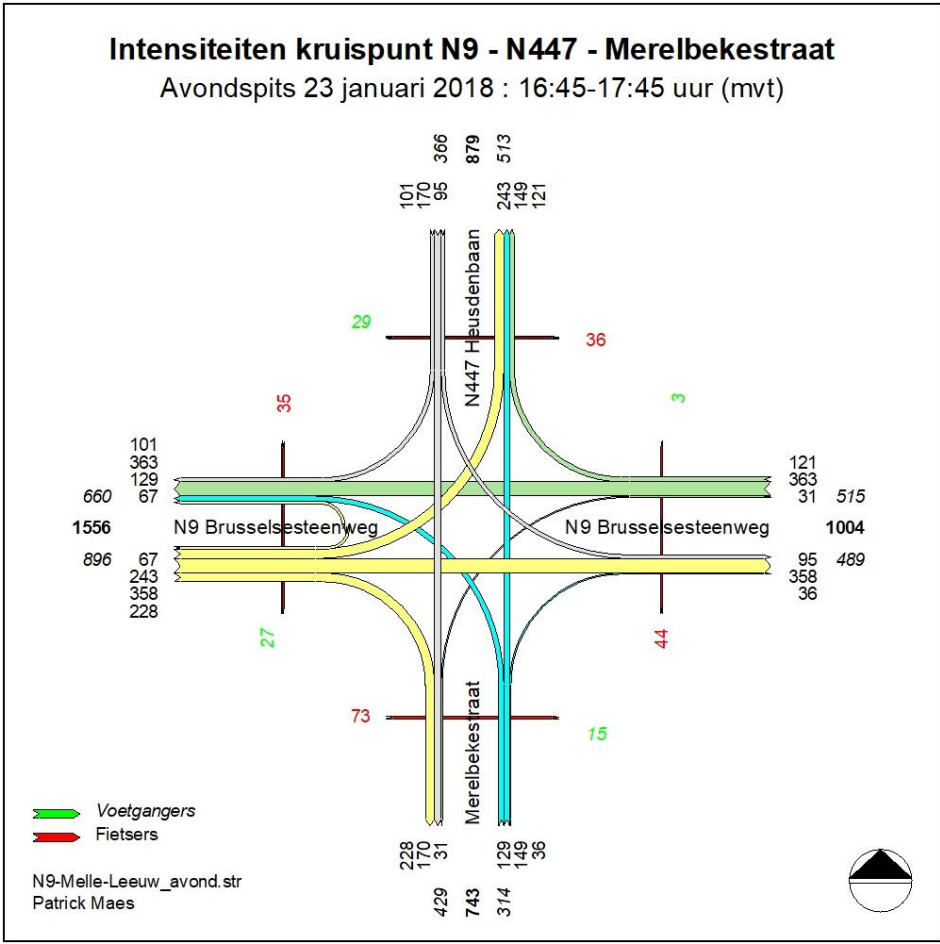 Intensiteiten kruispunt N9 - N447 - Merelbekestraat
Avondspits 23 januari 2018 : 16:45-17:45 uur (mvt)
366 879 513
101 170 95 243 149 121
N447 Heusdenbaan
29
36
35
3
101
363
129
660 67
1556
896 67
243
358
228
N9 Brusselsesteenweg
N9 Brusselsesteenweg
121
363
31 515
1004
95 489
358
36
27
44
73
15
Merelbekestraat
228 170 31 129 149 36
429 743 314
Voetgangers
Fietsers
N9-Melle-Leeuw_avond.str
Patrick Maes